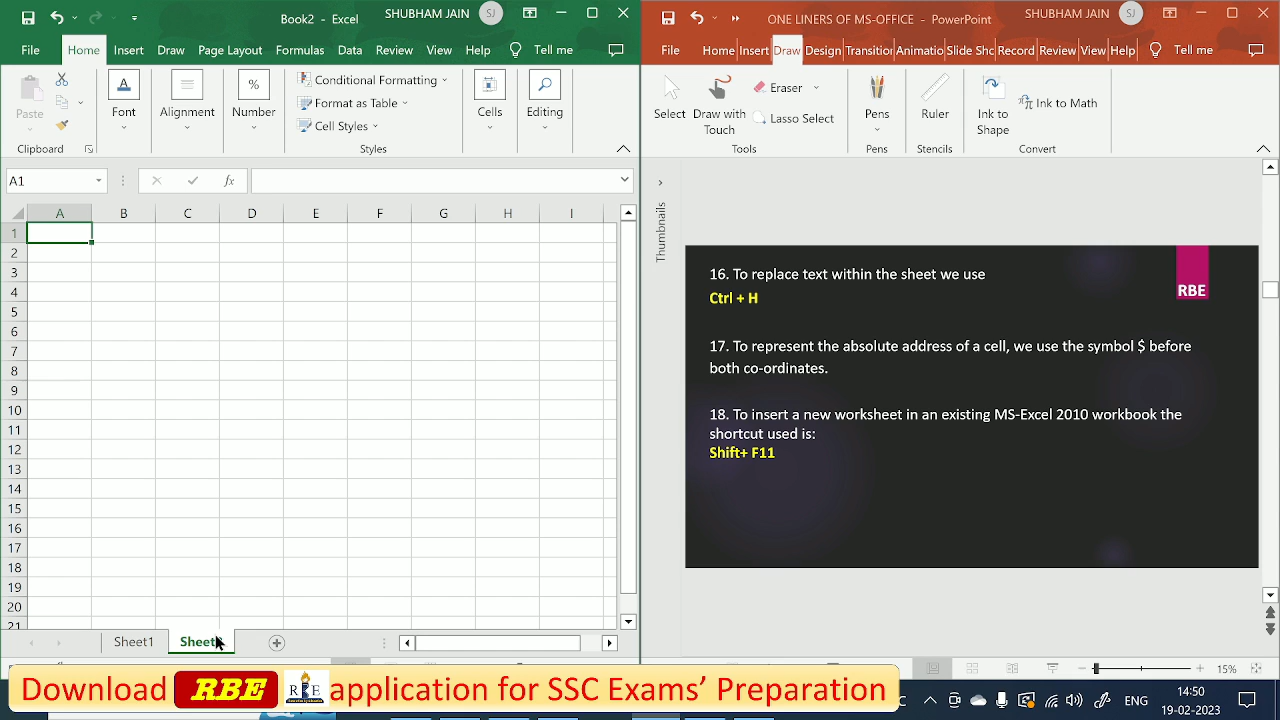 Book2 - Excel SHUBHAM JAIN SJ
File Home Insert Draw Page Layout Formulas Data Review View Help Tell me
Paste
Font
Alignment
%
Number
Conditional Formatting
Format as Table
Cell Styles
Cells
Editing
Clipboard
Styles
A1
fx
A B C D E F G H I
1
2
3
4
5
6
7
8
9
10
11
12
13
14
15
16
17
18
19
20
21
Sheet1
ONE LINERS OF MS-OFFICE - PowerPoint SHUBHAM JAIN SJ
File Home Insert Draw Design Transition Animatio Slide Sho Record Review View Help Tell me
Select
Draw with
Touch
Eraser
Lasso Select
Pens
Ruler
Ink to
Shape
Ink to Math
Tools Pens Stencils Convert
Thumbnails
RBE
16. To replace text within the sheet we use
Ctrl + H
17. To represent the absolute address of a cell, we use the symbol $ before
both co-ordinates.
18. To insert a new worksheet in an existing MS-Excel 2010 workbook the
shortcut used is:
Shift+ F11
15%
Download RBE RBE application for SSC Exams’ Preparation
ENG
14:50
19-02-2023